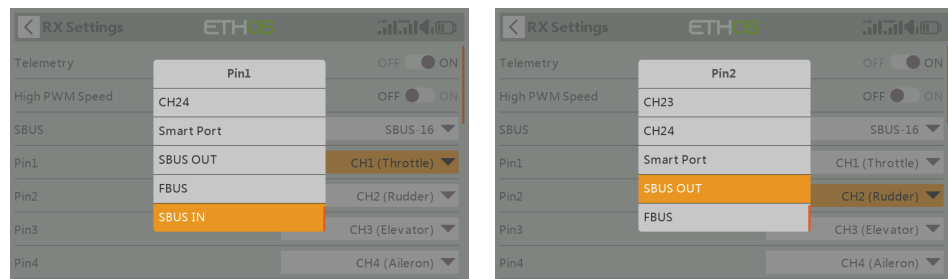 RX Settings
ETHOS
Telemetry
OFF ON
High PWM Speed
OFF ON
SBUS
SBUS-16
Pin1
CH1 (Throttle)
Pin2
CH2 (Rudder)
Pin3
CH3 (Elevator)
Pin4
CH4 (Aileron)
Pin1
CH24
Smart Port
SBUS OUT
FBUS
SBUS IN
RX Settings
ETHOS
Telemetry
OFF ON
High PWM Speed
OFF ON
SBUS
SBUS-16
Pin1
CH1 (Throttle)
Pin2
CH2 (Rudder)
Pin3
CH3 (Elevator)
Pin4
CH4 (Aileron)
Pin2
CH23
CH24
Smart Port
SBUS OUT
FBUS